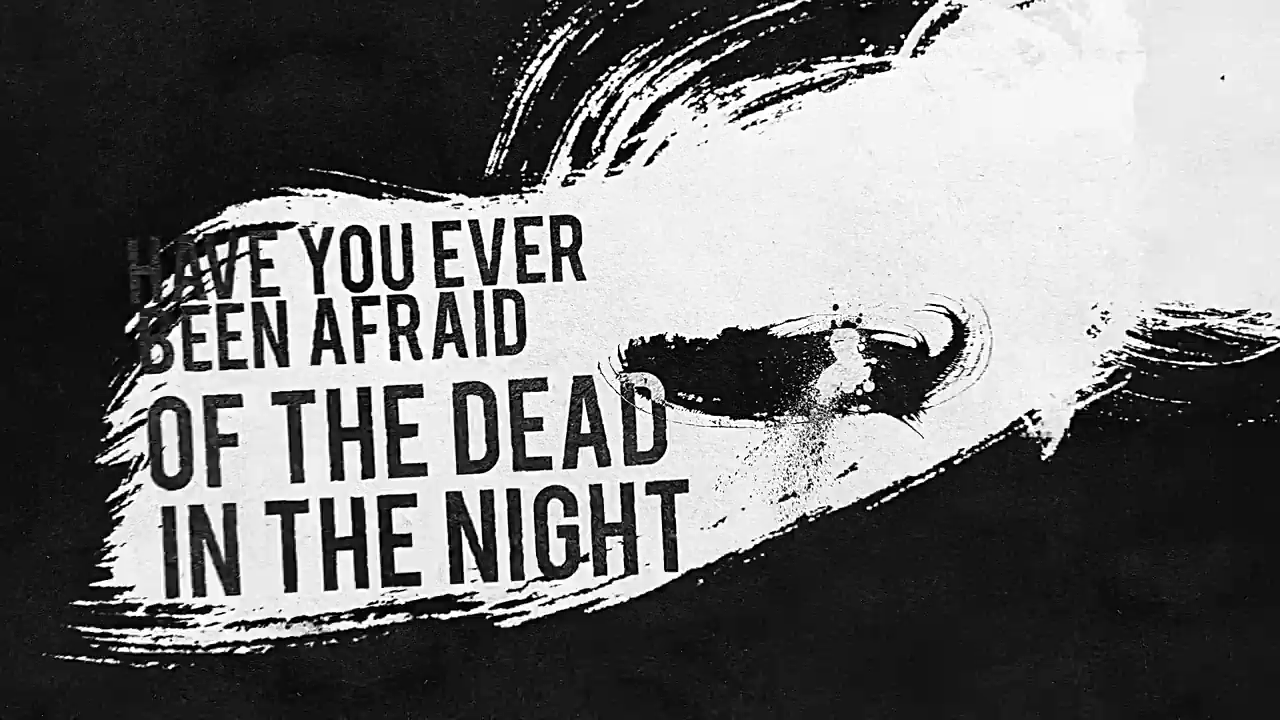 HAVE YOU EVER
BEEN AFRAID
OF THE DEAD
IN THE NIGHT